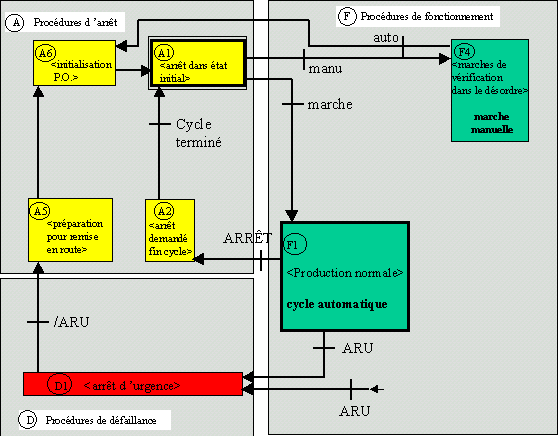 A Procédures d 'arrêt
F Procédures de fonctionnement
A6
<initialisation
P.O.>
A1
<arrêt dans état
initial>
auto
manu
F4
<marches de
vérification
dans le désordre>
marche
manuelle
marche
Cycle
terminé
A5
<préparation
pour remise
en route>
A2
<arrêt
demandé
fin cycle>
ARRÊT
F1
<Production normale>
cycle automatique
/ARU
ARU
D1 < arrêt d 'urgence>
ARU
D Procédures de défaillance